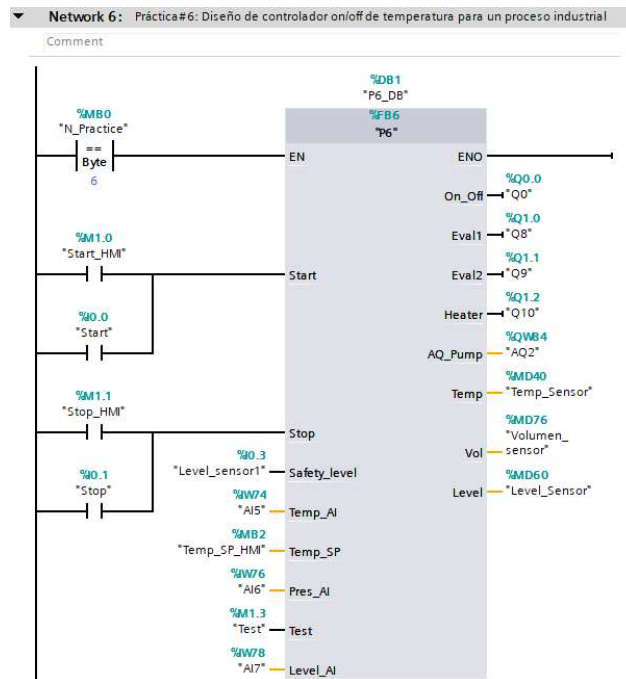 Network 6: Práctica#6: Diseño de controlador on/off de temperatura para un proceso industrial
Comment
%DB1
"P6_DB"
%MB0
"N_Practice"
%FB6
"P6"
==
Byte
6
EN
ENO
%Q0.0
On_Off
"Q0"
%Q1.0
Eval1
"Q8"
%M1.0
"Start_HMI"
Start
%Q1.1
Eval2
"Q9"
%I0.0
"Start"
%Q1.2
Heater
"Q10"
%QW84
AQ_Pump
"AQ2"
%M1.1
"Stop_HMI"
%MD40
Temp
"Temp_Sensor"
Stop
%MD76
"Volumen_
sensor"
Vol
%I0.1
"Stop"
%I0.3
"Level_sensor1"
Safety_level
%MD60
Level
"Level_Sensor"
%IW74
"AI5"
Temp_AI
%MB2
"Temp_SP_HMI"
Temp_SP
%IW76
"AI6"
Pres_AI
%M1.3
"Test"
Test
%IW78
"AI7"
Level_AI